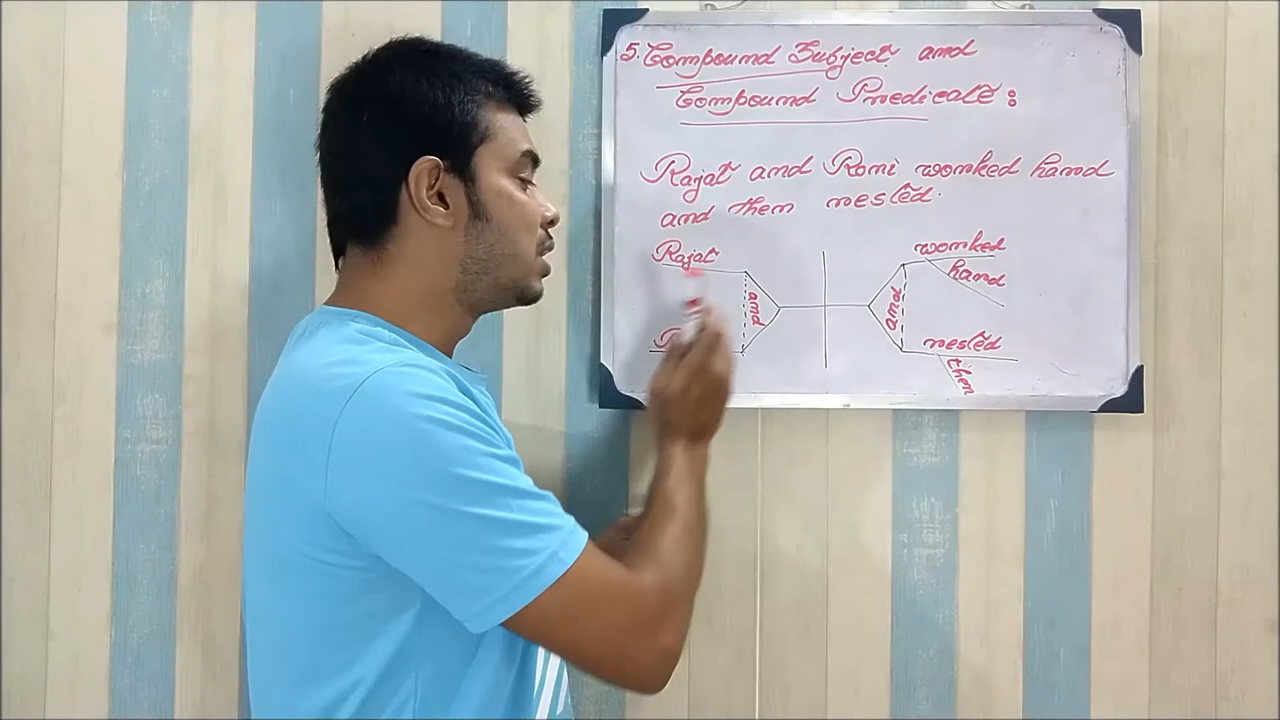 5. Compound Subject and
Compound Predicate:
Rajat and Romi worked hard
and then rested.
Rajat
and
worked
hard
and
rested
then